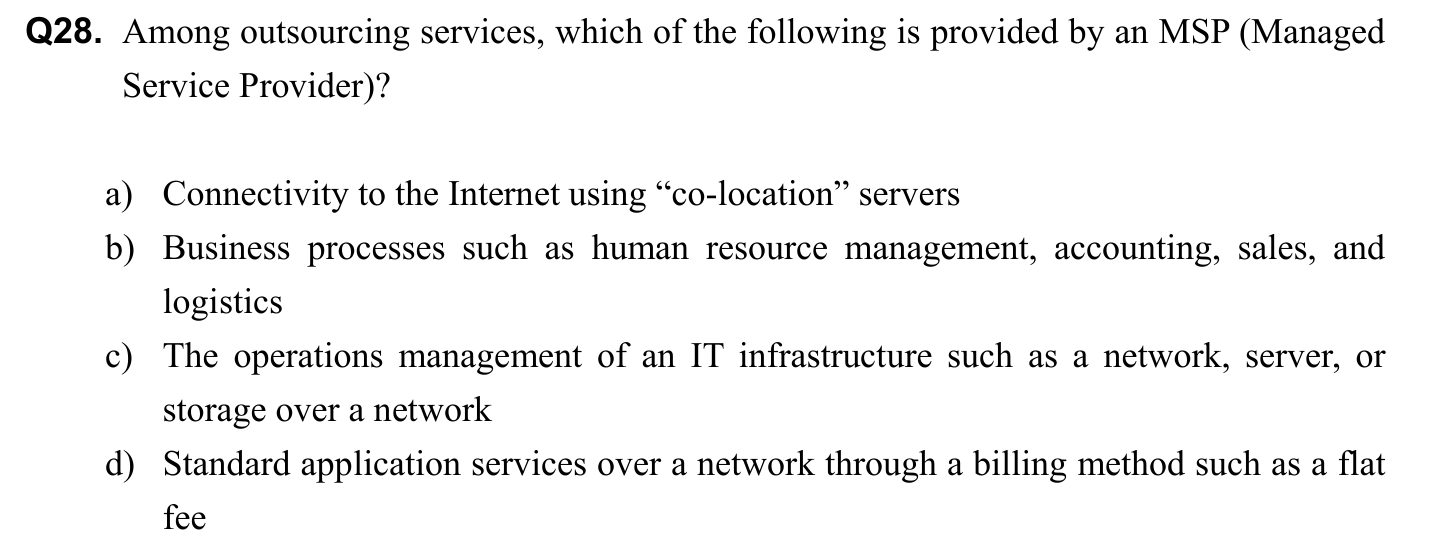 Q28. Among outsourcing services, which of the following is provided by an MSP (Managed
Service Provider)?
a) Connectivity to the Internet using “co-location” servers
b) Business processes such as human resource management, accounting, sales, and
logistics
c) The operations management of an IT infrastructure such as a network, server, or
storage over a network
d) Standard application services over a network through a billing method such as a flat
fee